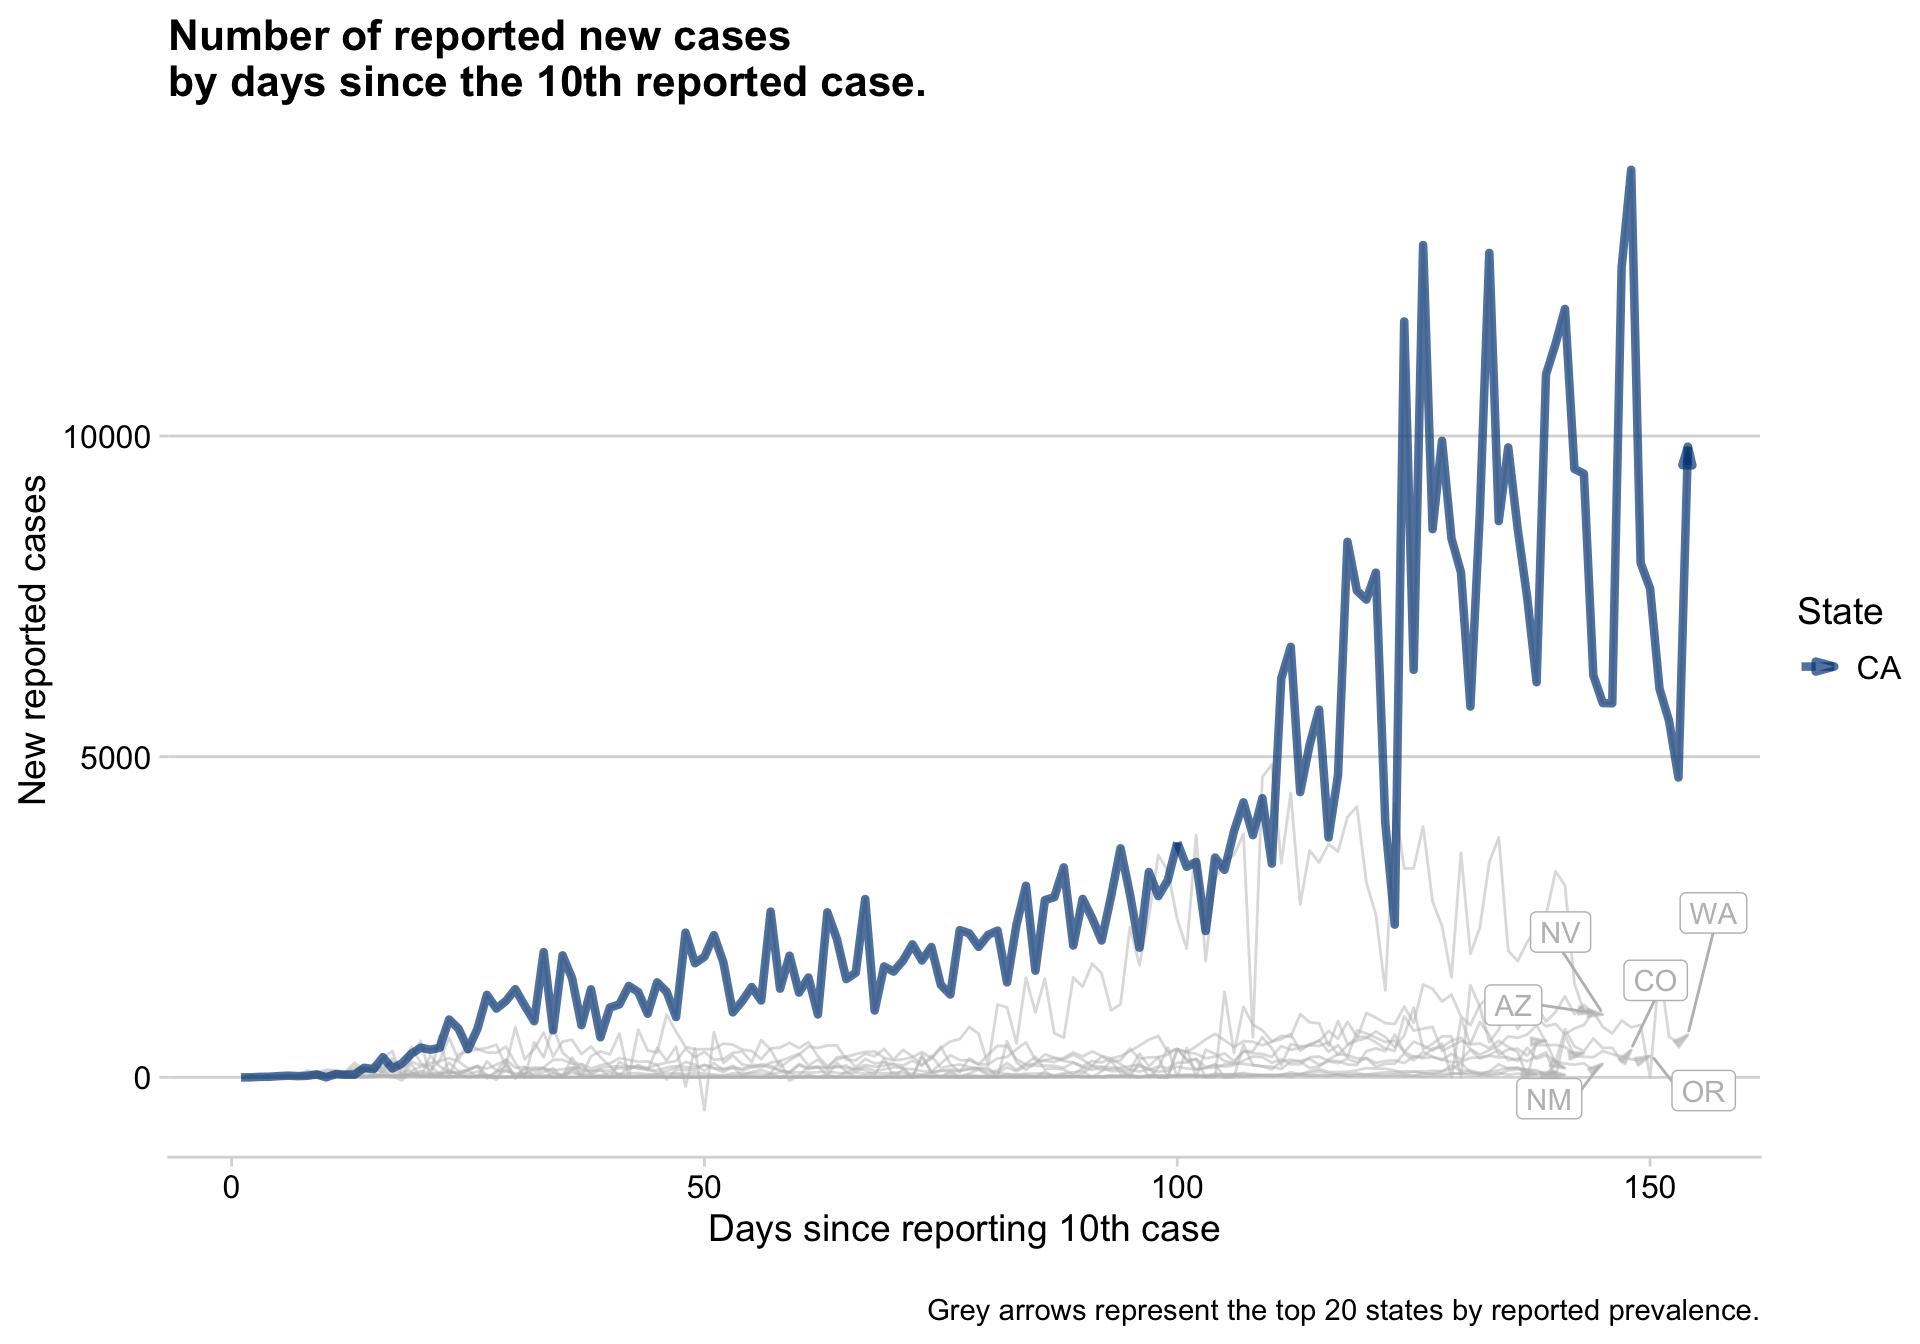 Number of reported new cases
by days since the 10th reported case.
New reported cases
10000
5000
0
NV
WA
CO
AZ
NM
OR
State
CA
0
50
100
150
Days since reporting 10th case
Grey arrows represent the top 20 states by reported prevalence.